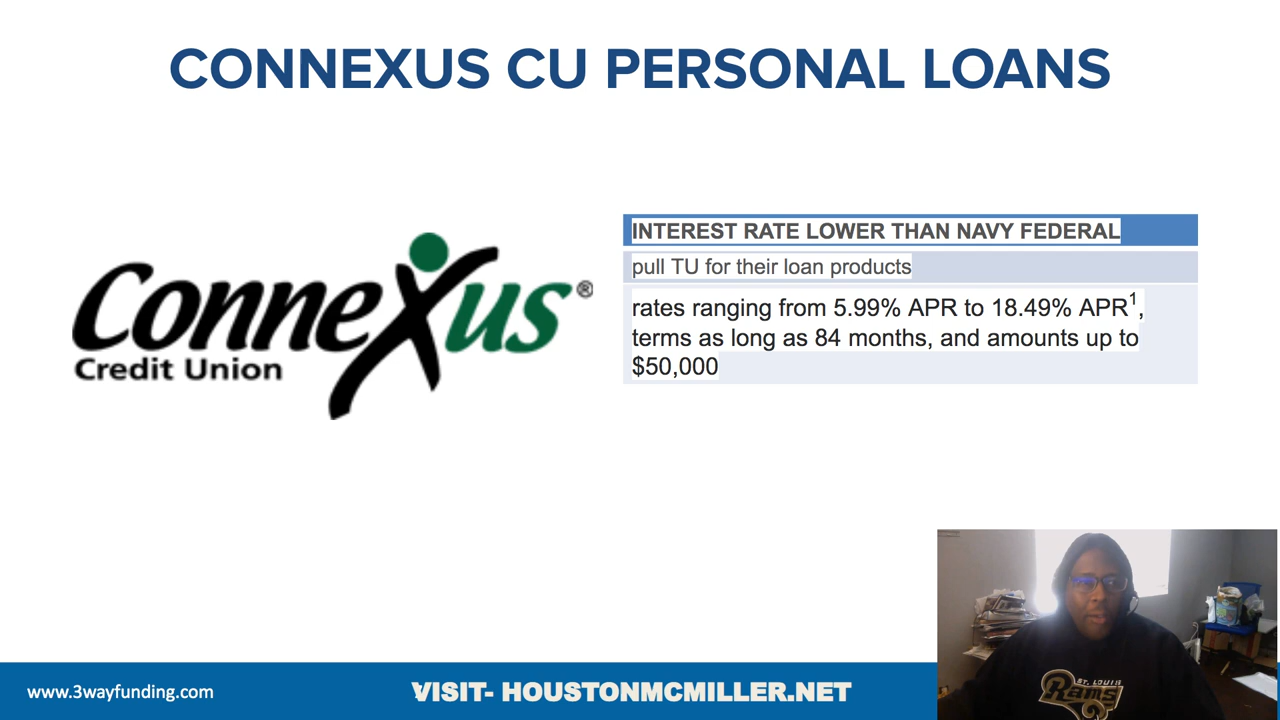 CONNEXUS CU PERSONAL LOANS
Connexus®
Credit Union
INTEREST RATE LOWER THAN NAVY FEDERAL
pull TU for their loan products
rates ranging from 5.99% APR to 18.49% APR1,
terms as long as 84 months, and amounts up to
$50,000
ST. LOUIS
Rams
www.3wayfunding.com
VISIT- HOUSTONMCMILLER.NET